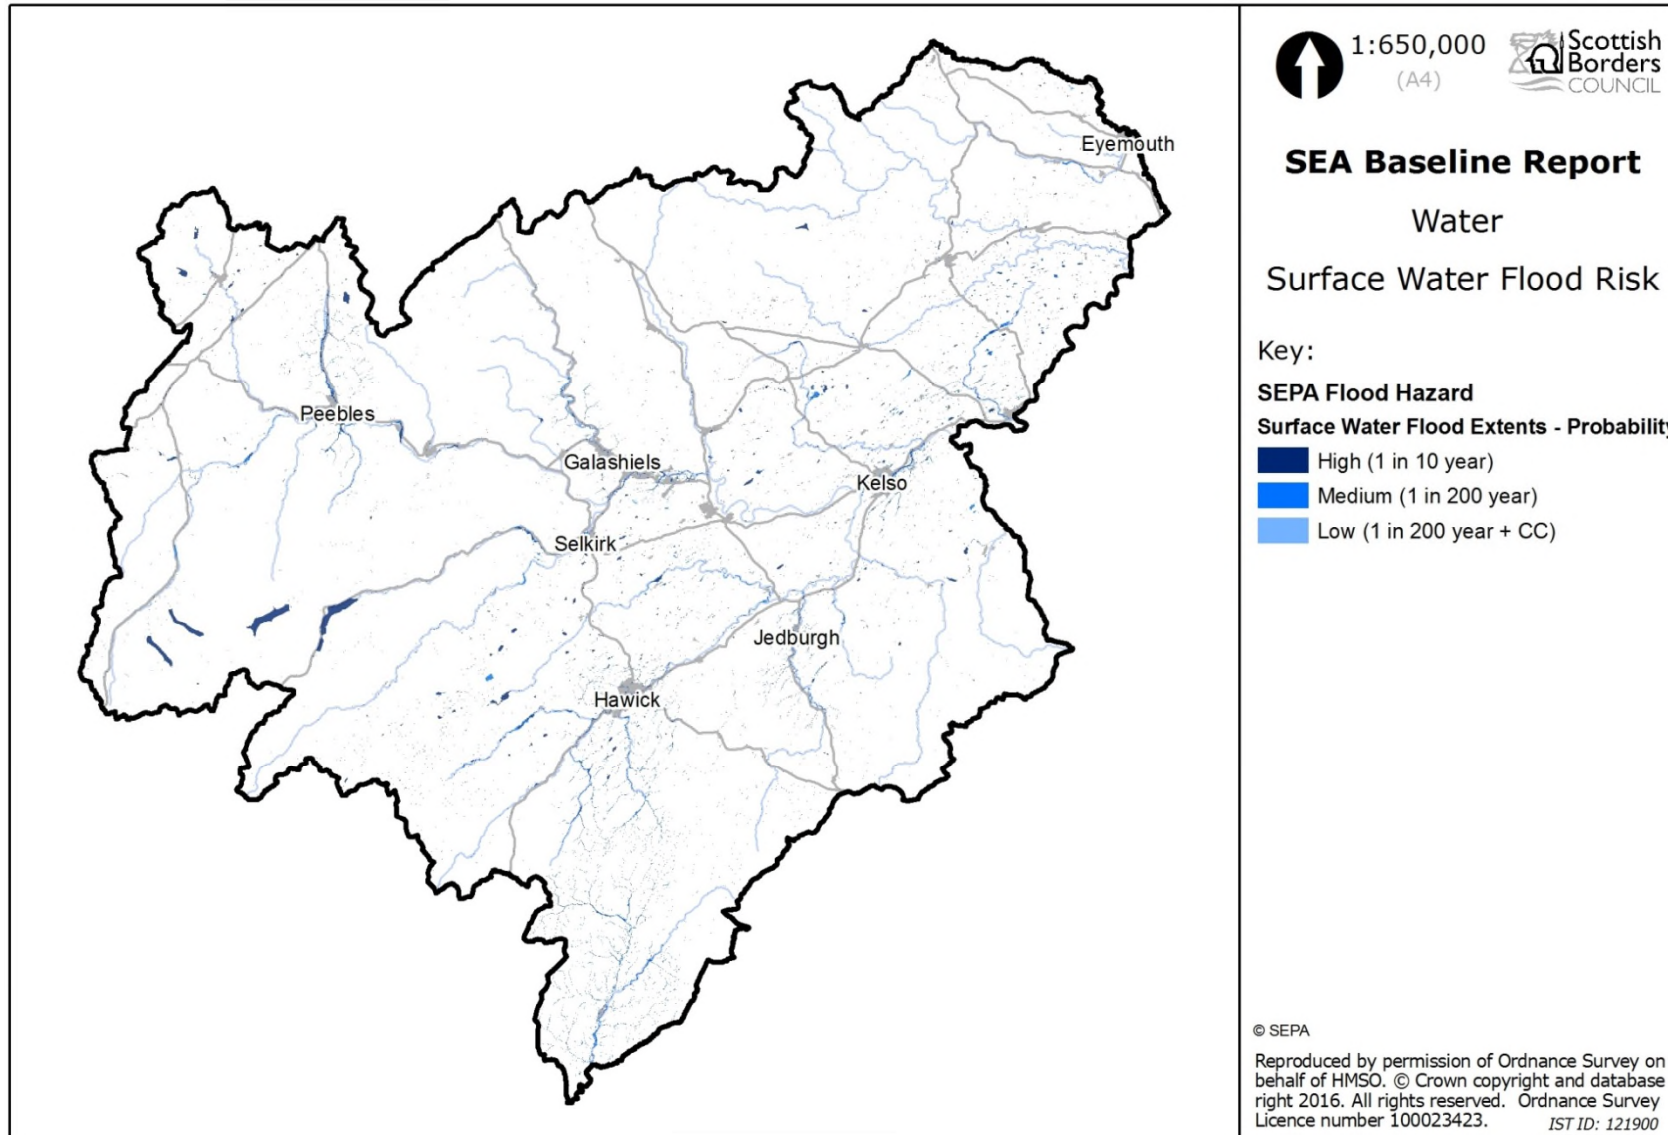 1:650,000
(A4)
Scottish
Borders
COUNCIL
SEA Baseline Report
Water
Surface Water Flood Risk
Key:
SEPA Flood Hazard
Surface Water Flood Extents - Probability
High (1 in 10 year)
Medium (1 in 200 year)
Low (1 in 200 year + CC)
Eyemouth
Peebles
Galashiels
Kelso
Selkirk
Jedburgh
Hawick
© SEPA
Reproduced by permission of Ordnance Survey on
behalf of HMSO. © Crown copyright and database
right 2016. All rights reserved. Ordnance Survey
Licence number 100023423.
IST ID: 121900